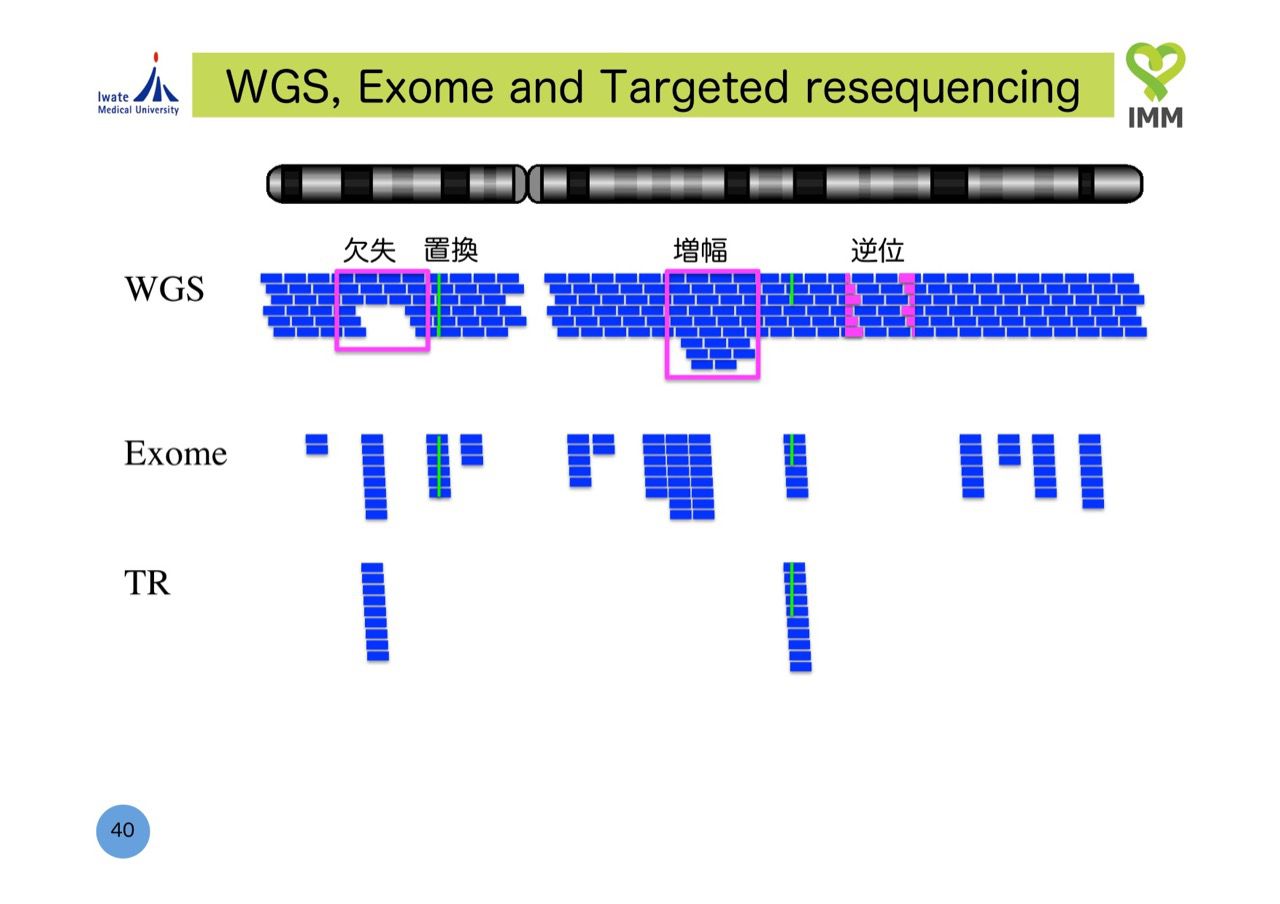 Iwate
Medical University
WGS, Exome and Targeted resequencing
IMM
欠失 置換 増幅 逆位
WGS
Exome
TR
40